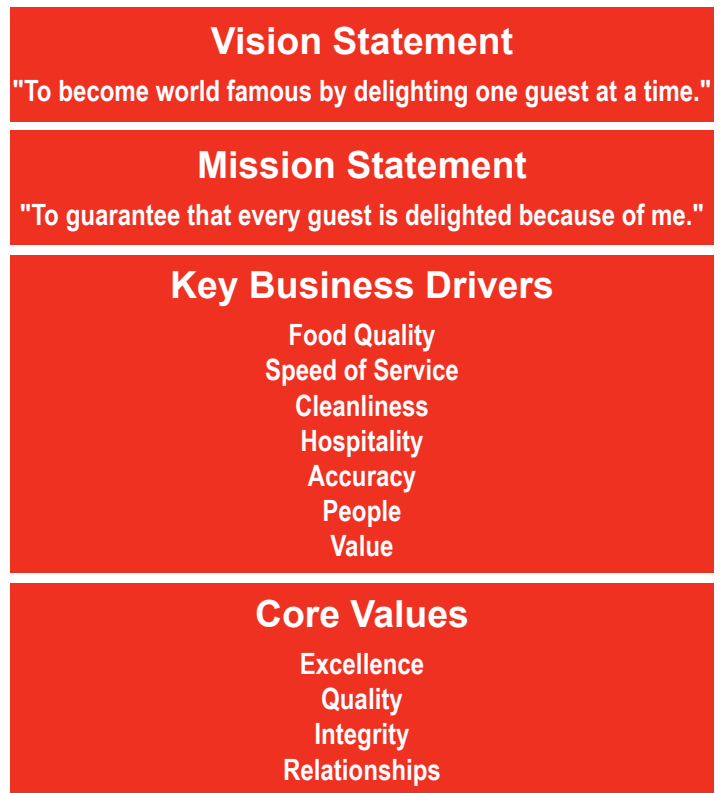 Vision Statement
"To become world famous by delighting one guest at a time."
Mission Statement
"To guarantee that every guest is delighted because of me."
Key Business Drivers
Food Quality
Speed of Service
Cleanliness
Hospitality
Accuracy
People
Value
Core Values
Excellence
Quality
Integrity
Relationships